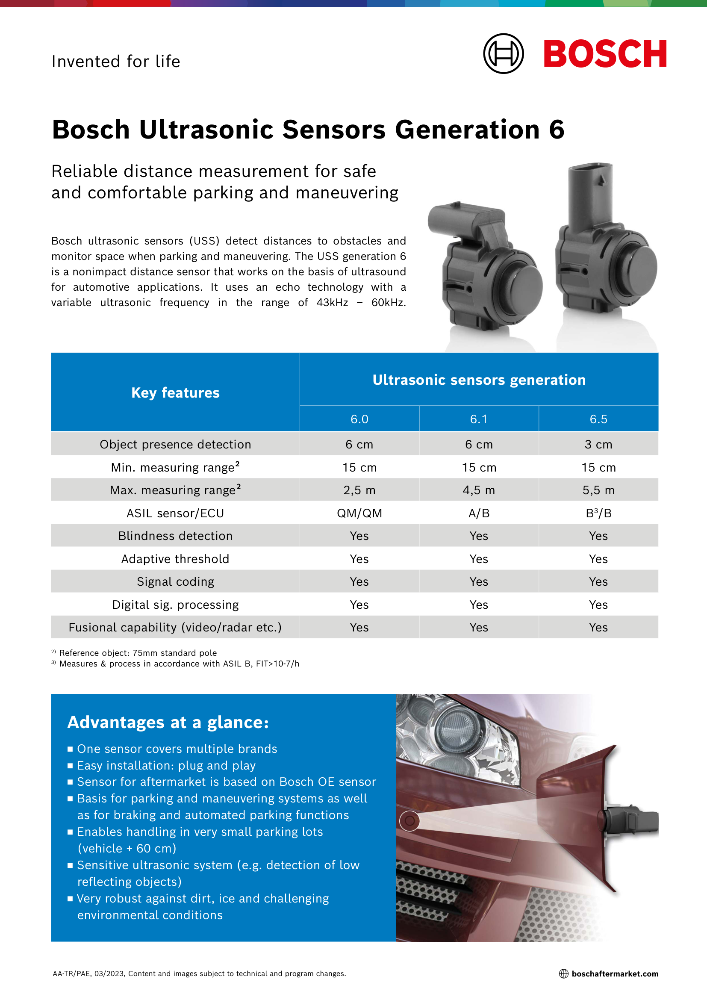 Invented for life
BOSCH
Bosch Ultrasonic Sensors Generation 6
Reliable distance measurement for safe
and comfortable parking and maneuvering
Bosch ultrasonic sensors (USS) detect distances to obstacles and
monitor space when parking and maneuvering. The USS generation 6
is a nonimpact distance sensor that works on the basis of ultrasound
for automotive applications. It uses an echo technology with a
variable ultrasonic frequency in the range of 43kHz – 60kHz.
Key features
Ultrasonic sensors generation
6.0 6.1 6.5
Object presence detection 6 cm 6 cm 3 cm
Min. measuring range² 15 cm 15 cm 15 cm
Max. measuring range² 2,5 m 4,5 m 5,5 m
ASIL sensor/ECU QM/QM A/B B³/B
Blindness detection Yes Yes Yes
Adaptive threshold Yes Yes Yes
Signal coding Yes Yes Yes
Digital sig. processing Yes Yes Yes
Fusional capability (video/radar etc.) Yes Yes Yes
²⁾ Reference object: 75mm standard pole
³⁾ Measures & process in accordance with ASIL B, FIT>10-7/h
Advantages at a glance:
■ One sensor covers multiple brands
■ Easy installation: plug and play
■ Sensor for aftermarket is based on Bosch OE sensor
■ Basis for parking and maneuvering systems as well
as for braking and automated parking functions
■ Enables handling in very small parking lots
(vehicle + 60 cm)
■ Sensitive ultrasonic system (e.g. detection of low
reflecting objects)
■ Very robust against dirt, ice and challenging
environmental conditions
AA-TR/PAE, 03/2023, Content and images subject to technical and program changes.
boschaftermarket.com